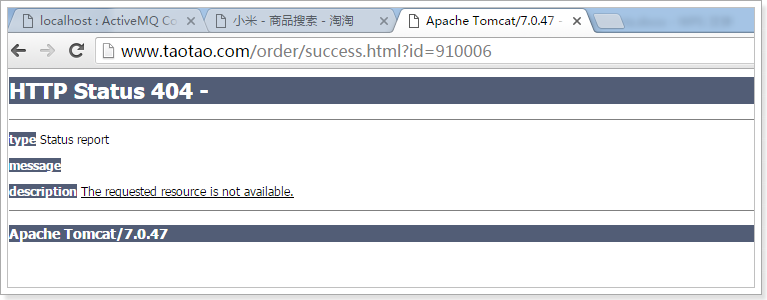 localhost : ActiveMQ Co
小米 - 商品搜索 - 淘淘
Apache Tomcat/7.0.47 -
www.taotao.com/order/success.html?id=910006
HTTP Status 404 -
type Status report
message
description The requested resource is not available.
Apache Tomcat/7.0.47